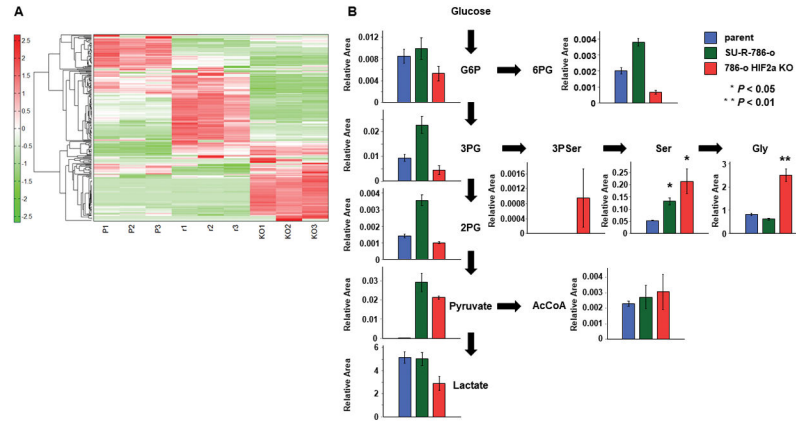 A
B
2
1.5
1
0.5
0
-0.5
-1
-1.5
-2
P1
P2
P3
r1
r2
r3
KO1
KO2
KO3
Glucose
Relative Area
0.012
0.008
0.004
0
G6P
6PG
Relative Area
0.004
0.003
0.002
0.001
0
parent
SU-R-786-o
786-o HIF2a KO
* P < 0.05
** P < 0.01
Relative Area
0.02
0.01
0
3PG
3PSer
Ser
Gly
Relative Area
0.0016
0.0012
0.0008
0.0004
0
Relative Area
0.25
0.20
0.15
0.10
0.05
0
*
*
Relative Area
3
2
1
0
**
Relative Area
0.004
0.003
0.002
0.001
0
2PG
Relative Area
0.03
0.02
0.01
0
Pyruvate
AcCoA
Relative Area
0.004
0.003
0.002
0.002
0.001
0
Relative Area
6
4
2
0
Lactate